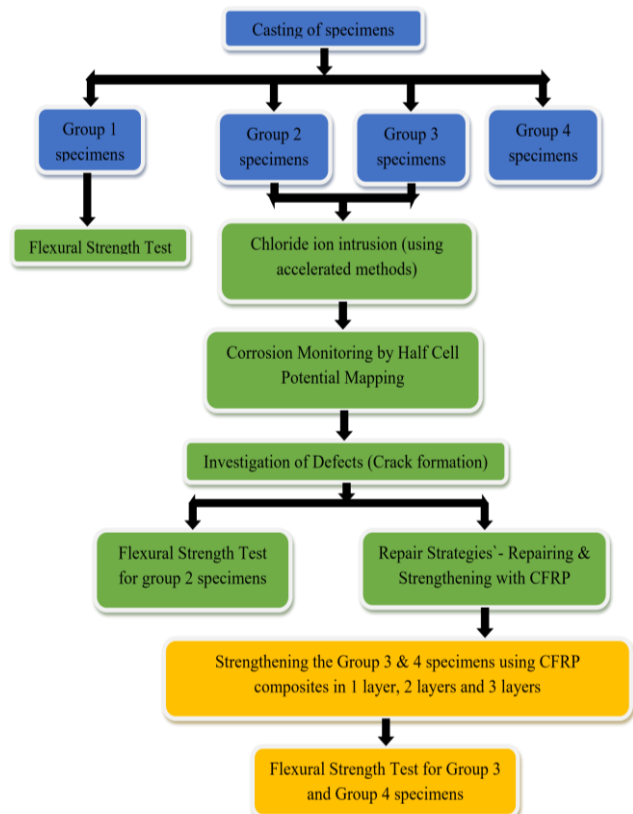 Casting of specimens
Group 1
specimens
Group 2
specimens
Group 3
specimens
Group 4
specimens
Flexural Strength Test
Chloride ion intrusion (using
accelerated methods)
Corrosion Monitoring by Half Cell
Potential Mapping
Investigation of Defects (Crack formation)
Flexural Strength Test
for group 2 specimens
Repair Strategies`- Repairing &
Strengthening with CFRP
Strengthening the Group 3 & 4 specimens using CFRP
composites in 1 layer, 2 layers and 3 layers
Flexural Strength Test for Group 3
and Group 4 specimens